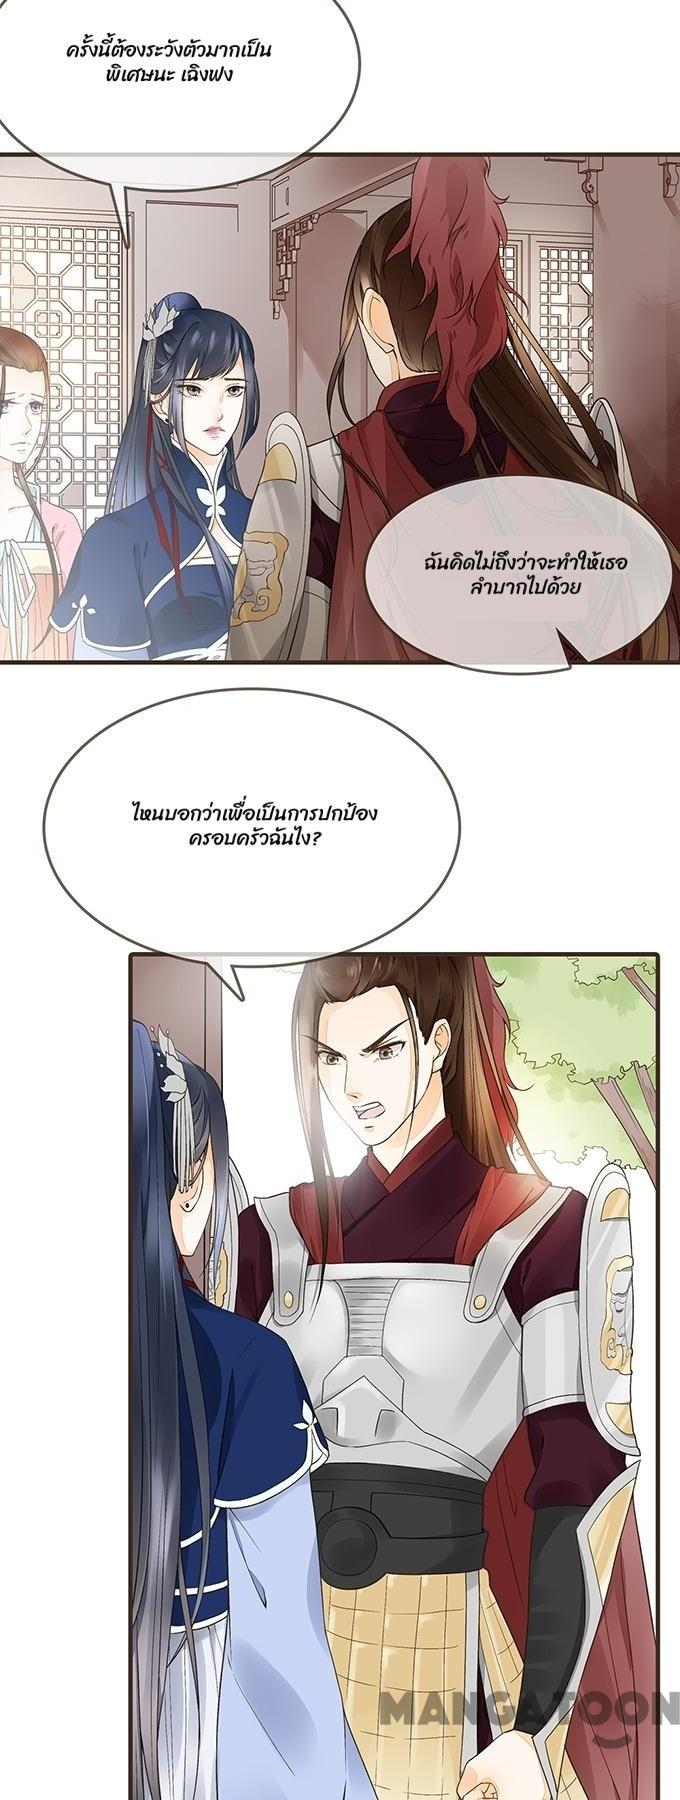 ครั้งนี้ต้องระวังตัวมากเป็น
พิเศษนะ เฉิงฟง
ฉันคิดไม่ถึงว่าจะทำให้เธอ
ลำบากไปด้วย
ไหนบอกว่าเพื่อเป็นการปกป้อง
ครอบครัวฉันไง?
MANGATOON